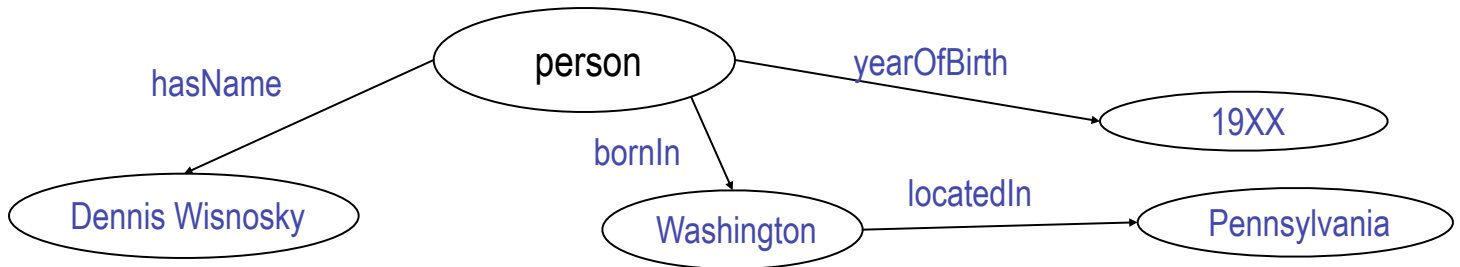 person
yearOfBirth
hasName
19XX
bornIn
locatedIn
Dennis Wisnosky
Washington
Pennsylvania